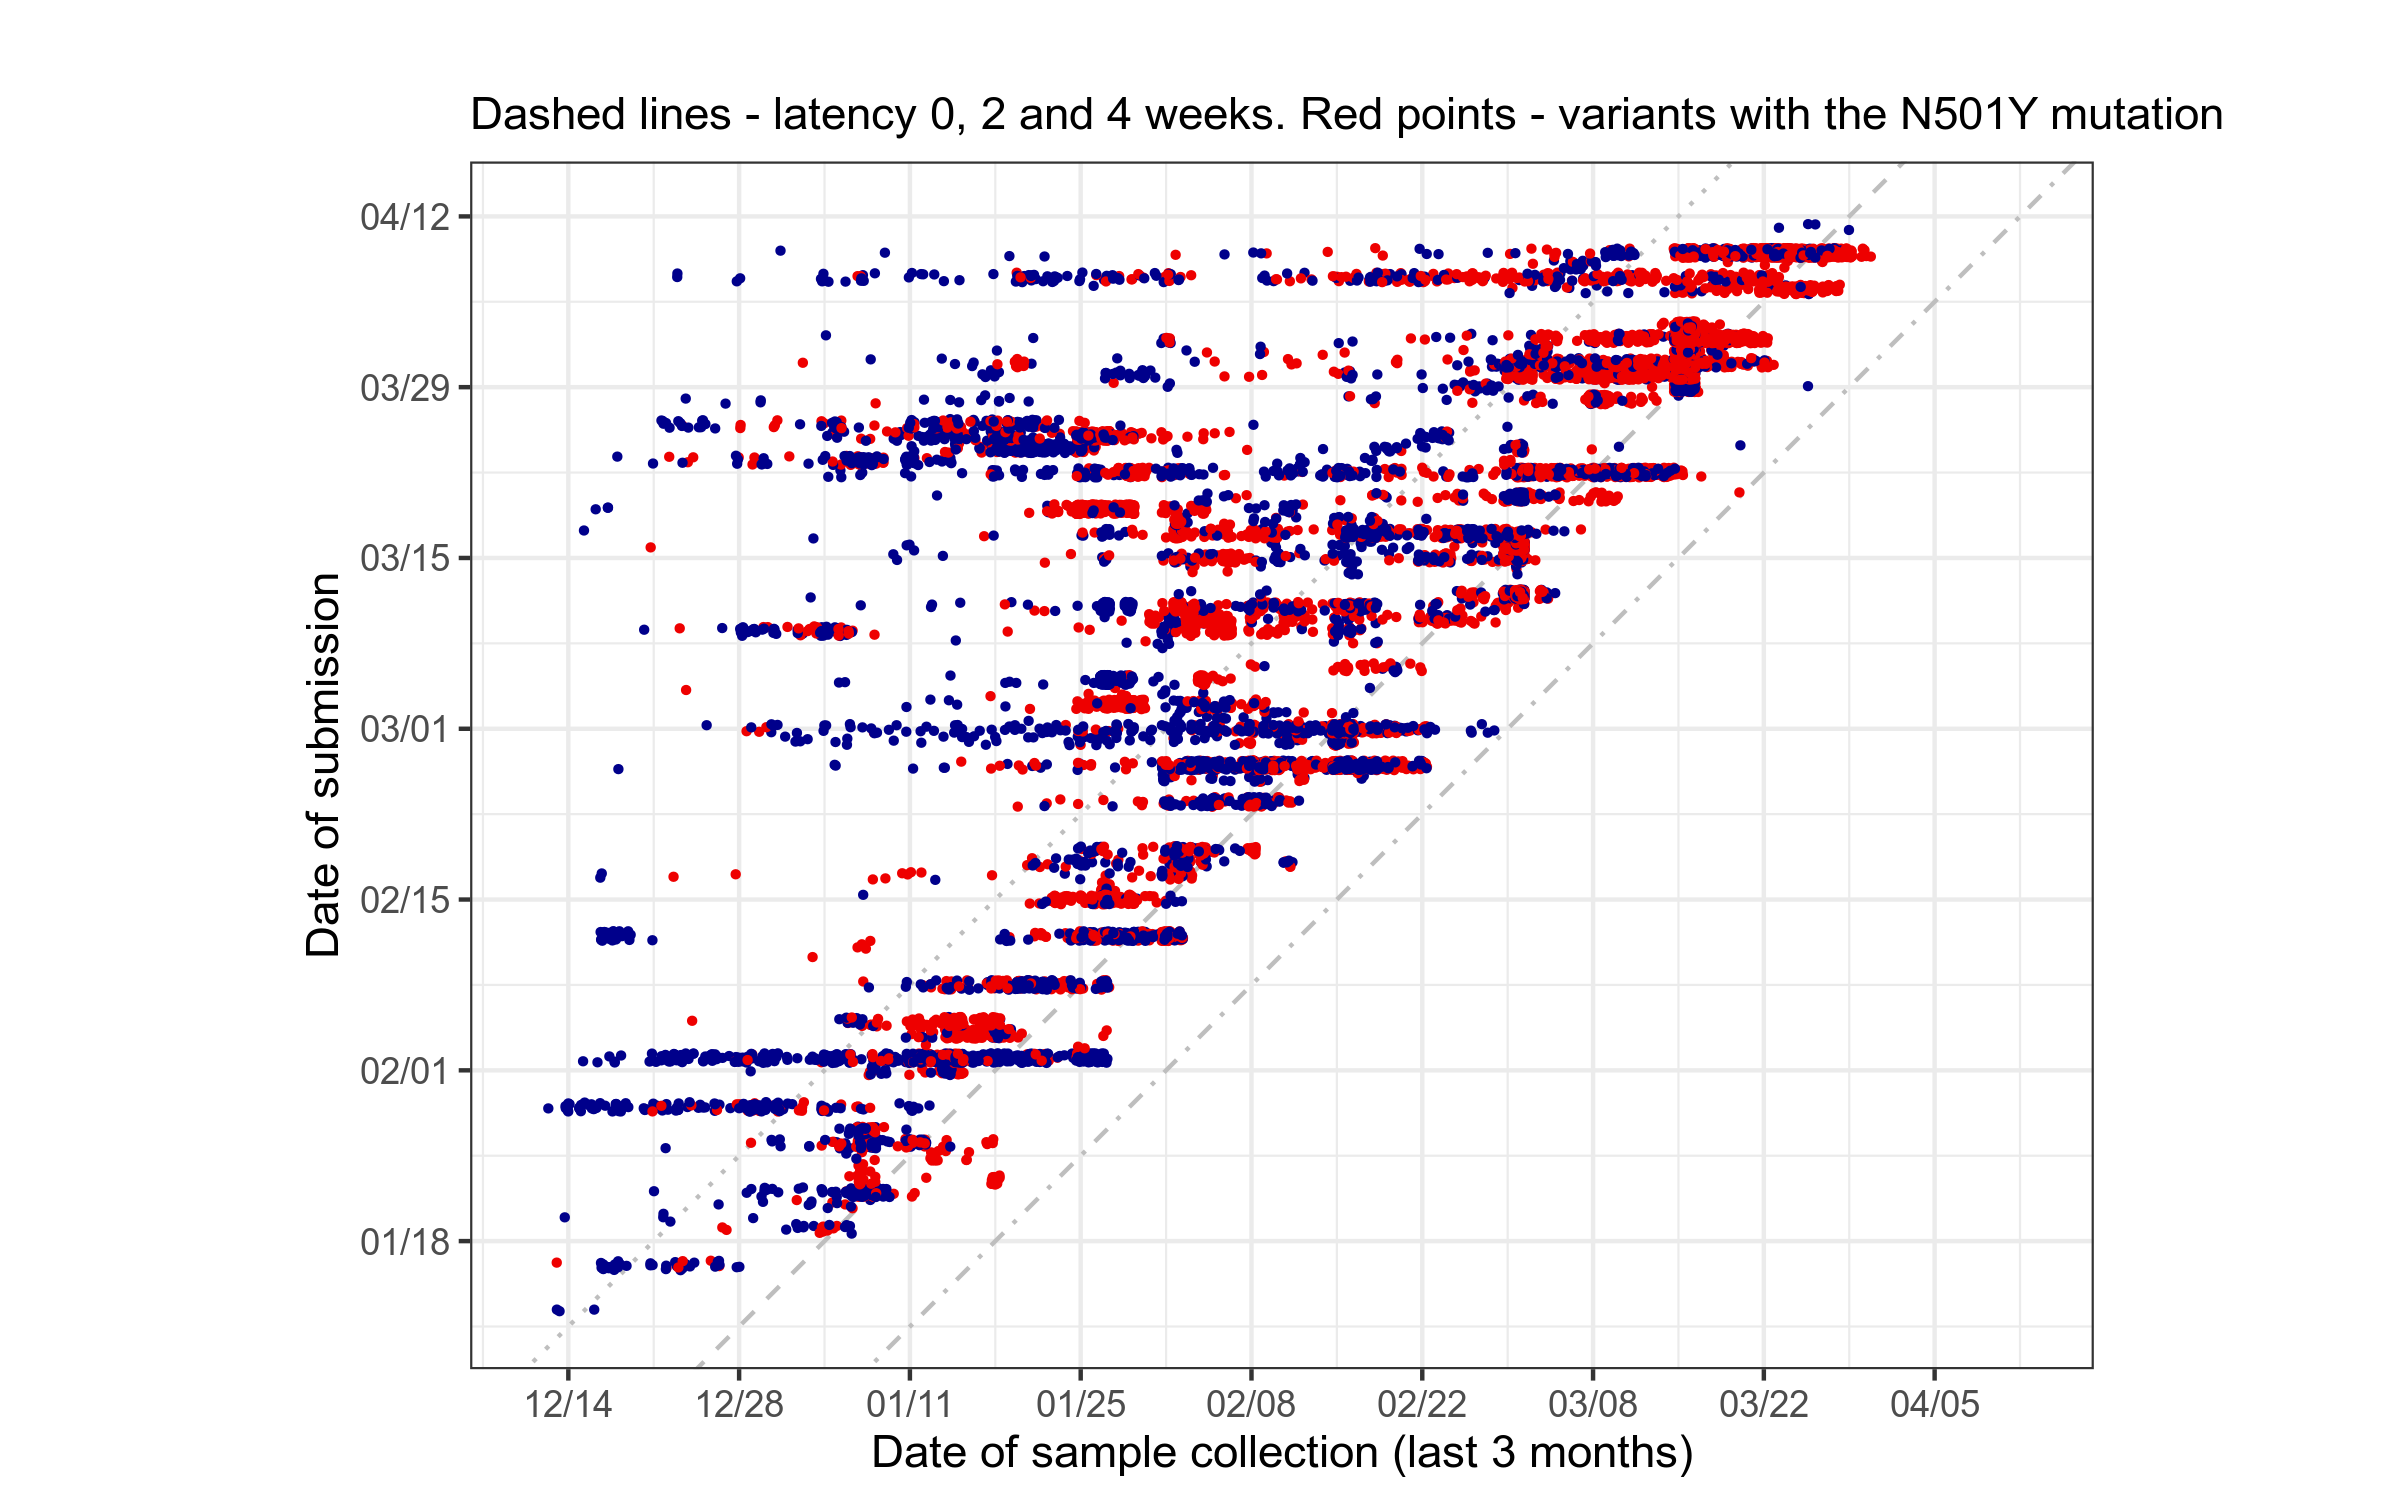 Dashed lines - latency 0, 2 and 4 weeks. Red points - variants with the N501Y mutation
04/12
03/29
03/15
03/01
02/15
02/01
01/18
Date of submission
12/14 12/28 01/11 01/25 02/08 02/22 03/08 03/22 04/05
Date of sample collection (last 3 months)